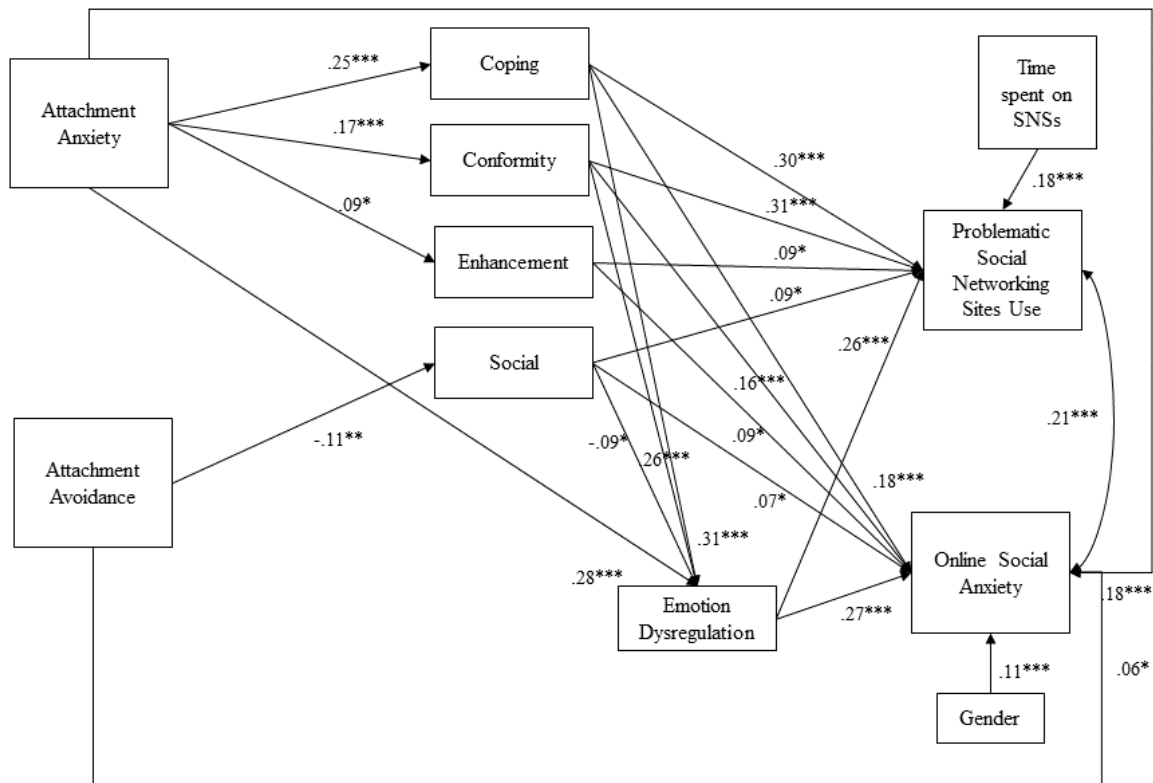 Attachment
Anxiety
Coping
Conformity
Enhancement
Social
Attachment
Avoidance
Time
spent on
SNSs
Problematic
Social
Networking
Sites Use
Online Social
Anxiety
Emotion
Dysregulation
Gender
.25***
.17***
.09*
-.11**
.30***
.31***
.09*
.09*
.18***
.26***
.16***
.21***
-.09*
.26***
.09*
.18***
.07*
.31***
.28***
.27***
.18***
.11***
.06*